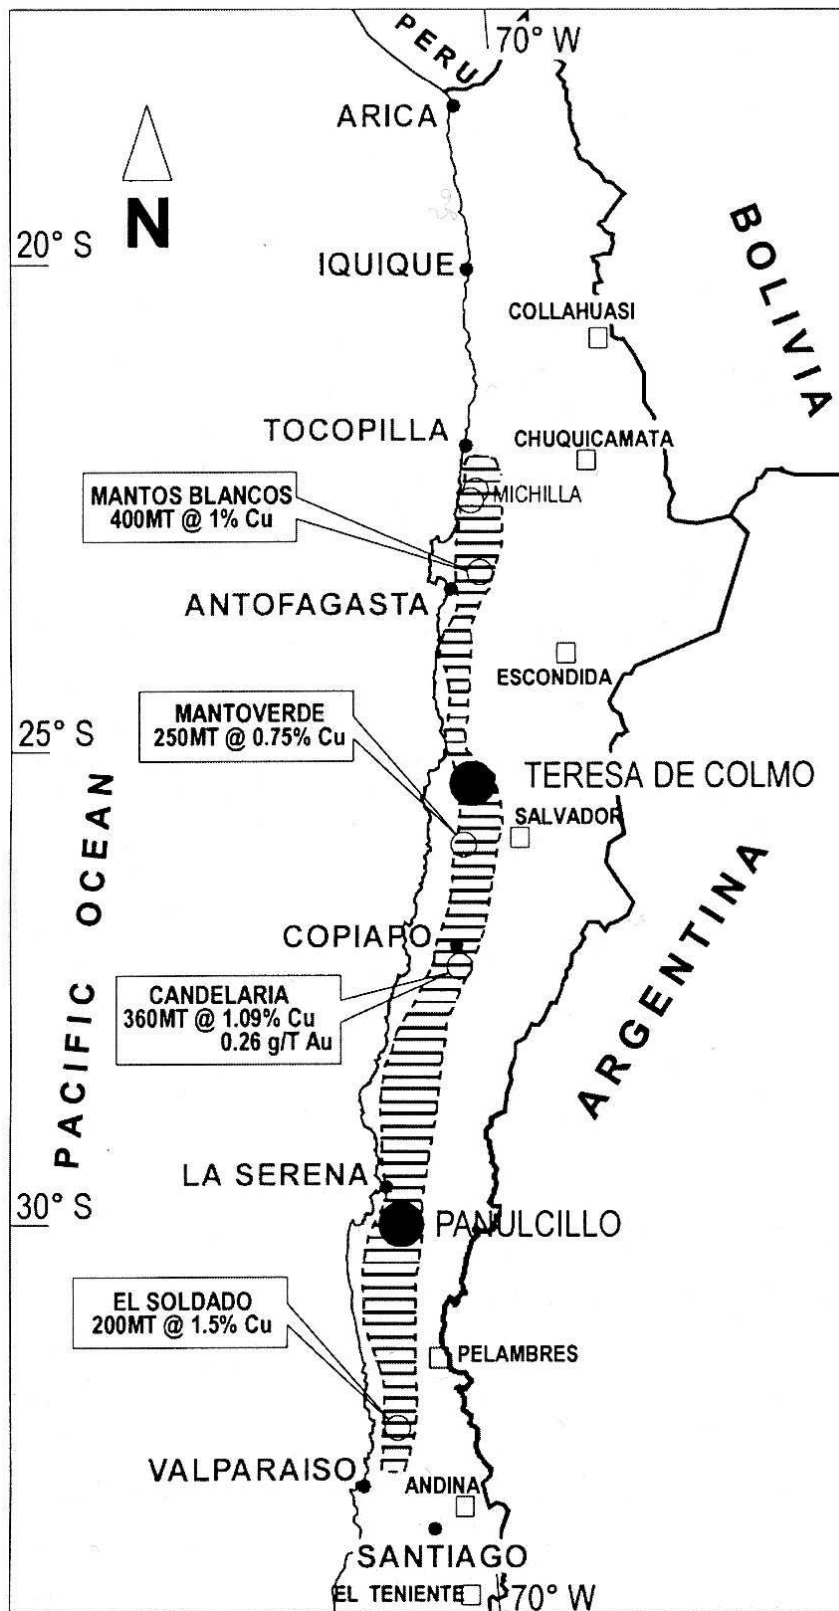 PERU
70° W
ARICA
N
20° S
IQUIQUE
BOLIVIA
COLLAHUASI
TOCOPILLA
CHUQUICAMATA
MANTOS BLANCOS
400MT @ 1% Cu
MICHILLA
ANTOFAGASTA
ESCONDIDA
MANTOVERDE
250MT @ 0.75% Cu
25° S
TERESA DE COLMO
SALVADOR
PACIFIC OCEAN
ARGENTINA
COPIAPO
CANDELARIA
360MT @ 1.09% Cu
0.26 g/T Au
LA SERENA
30° S
PANULCILLO
EL SOLDADO
200MT @ 1.5% Cu
PELAMBRES
VALPARAISO
ANDINA
SANTIAGO
EL TENIENTE
70° W